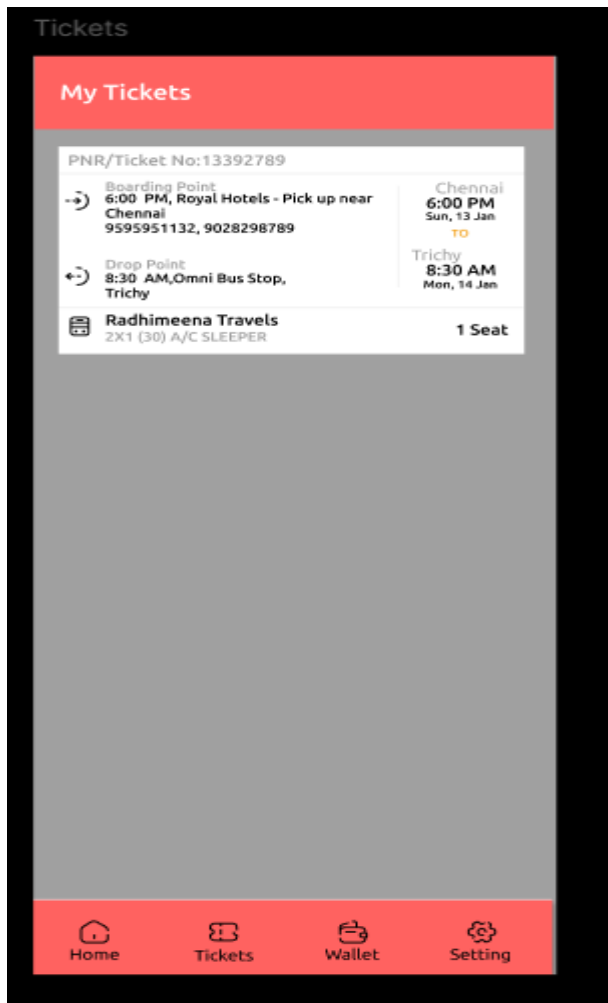 Tickets
My Tickets
PNR/Ticket No:13392789
Boarding Point
6:00 PM, Royal Hotels - Pick up near
Chennai
9595951132, 9028298789
Chennai
6:00 PM
Sun, 13 Jan
TO
Drop Point
8:30 AM,Omni Bus Stop,
Trichy
Trichy
8:30 AM
Mon, 14 Jan
Radhimeena Travels
2X1 (30) A/C SLEEPER
1 Seat
Home
Tickets
Wallet
Setting